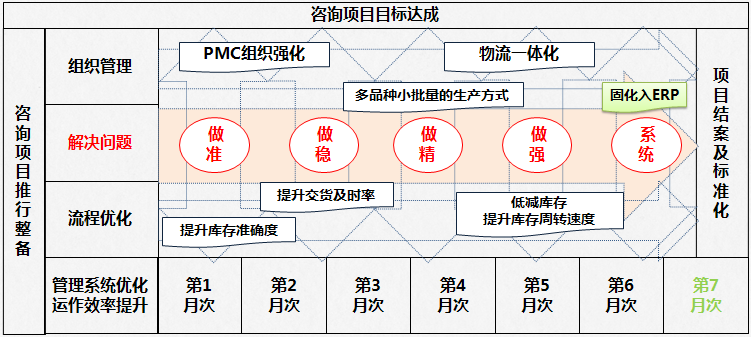 咨询项目目标达成
咨询项目推行整备
组织管理
PMC组织强化
物流一体化
多品种小批量的生产方式
固化入ERP
解决问题
做
准
做
稳
做
精
做
强
系
统
流程优化
提升交货及时率
提升库存准确度
低减库存
提升库存周转速度
项目结案及标准化
管理系统优化
运作效率提升
第1
月次
第2
月次
第3
月次
第4
月次
第5
月次
第6
月次
第7
月次